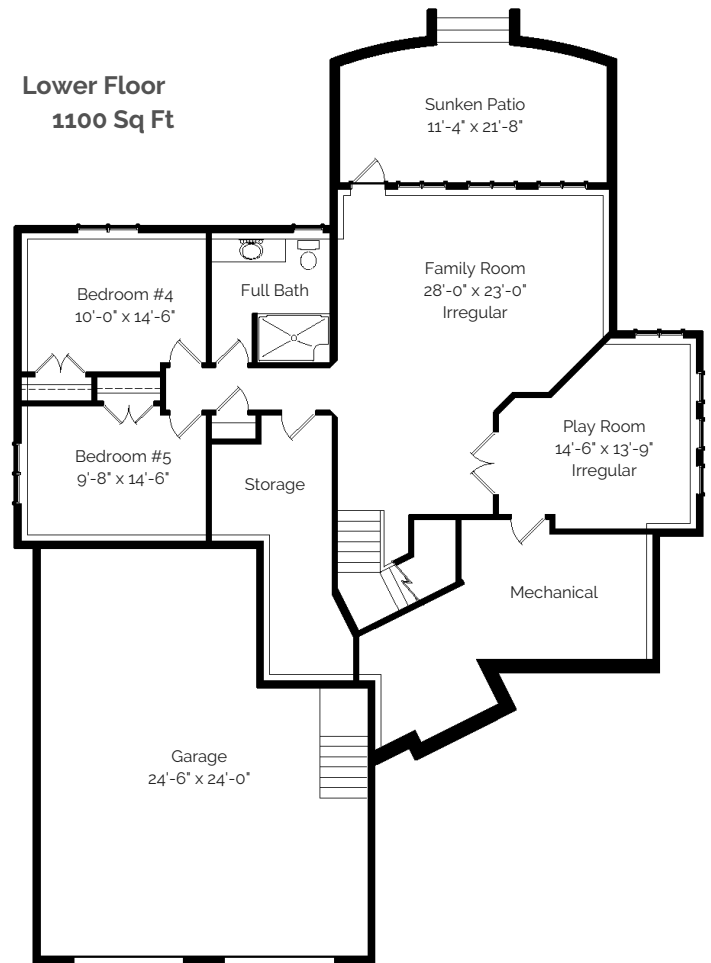 Lower Floor
1100 Sq Ft
Sunken Patio
11'-4" x 21'-8"
Family Room
28'-0" x 23'-0"
Irregular
Bedroom #4
10'-0" x 14'-6"
Full Bath
Play Room
14'-6" x 13'-9"
Irregular
Bedroom #5
9'-8" x 14'-6"
Storage
Mechanical
Garage
24'-6" x 24'-0"